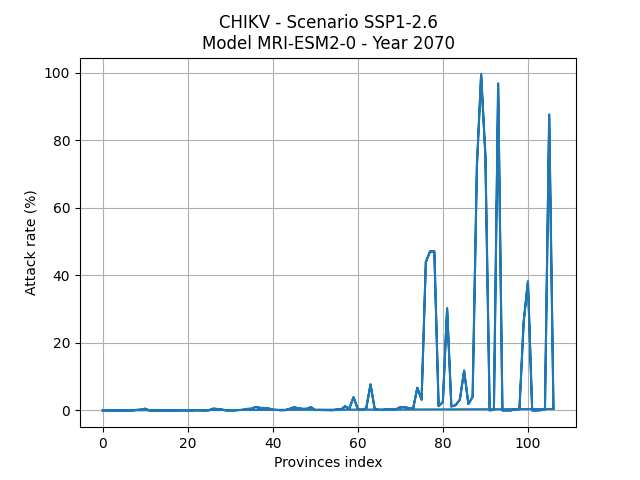 CHIKV - Scenario SSP1-2.6
Model MRI-ESM2-0 - Year 2070
100
80
60
40
20
0
Attack rate (%)
0 20 40 60 80 100
Provinces index